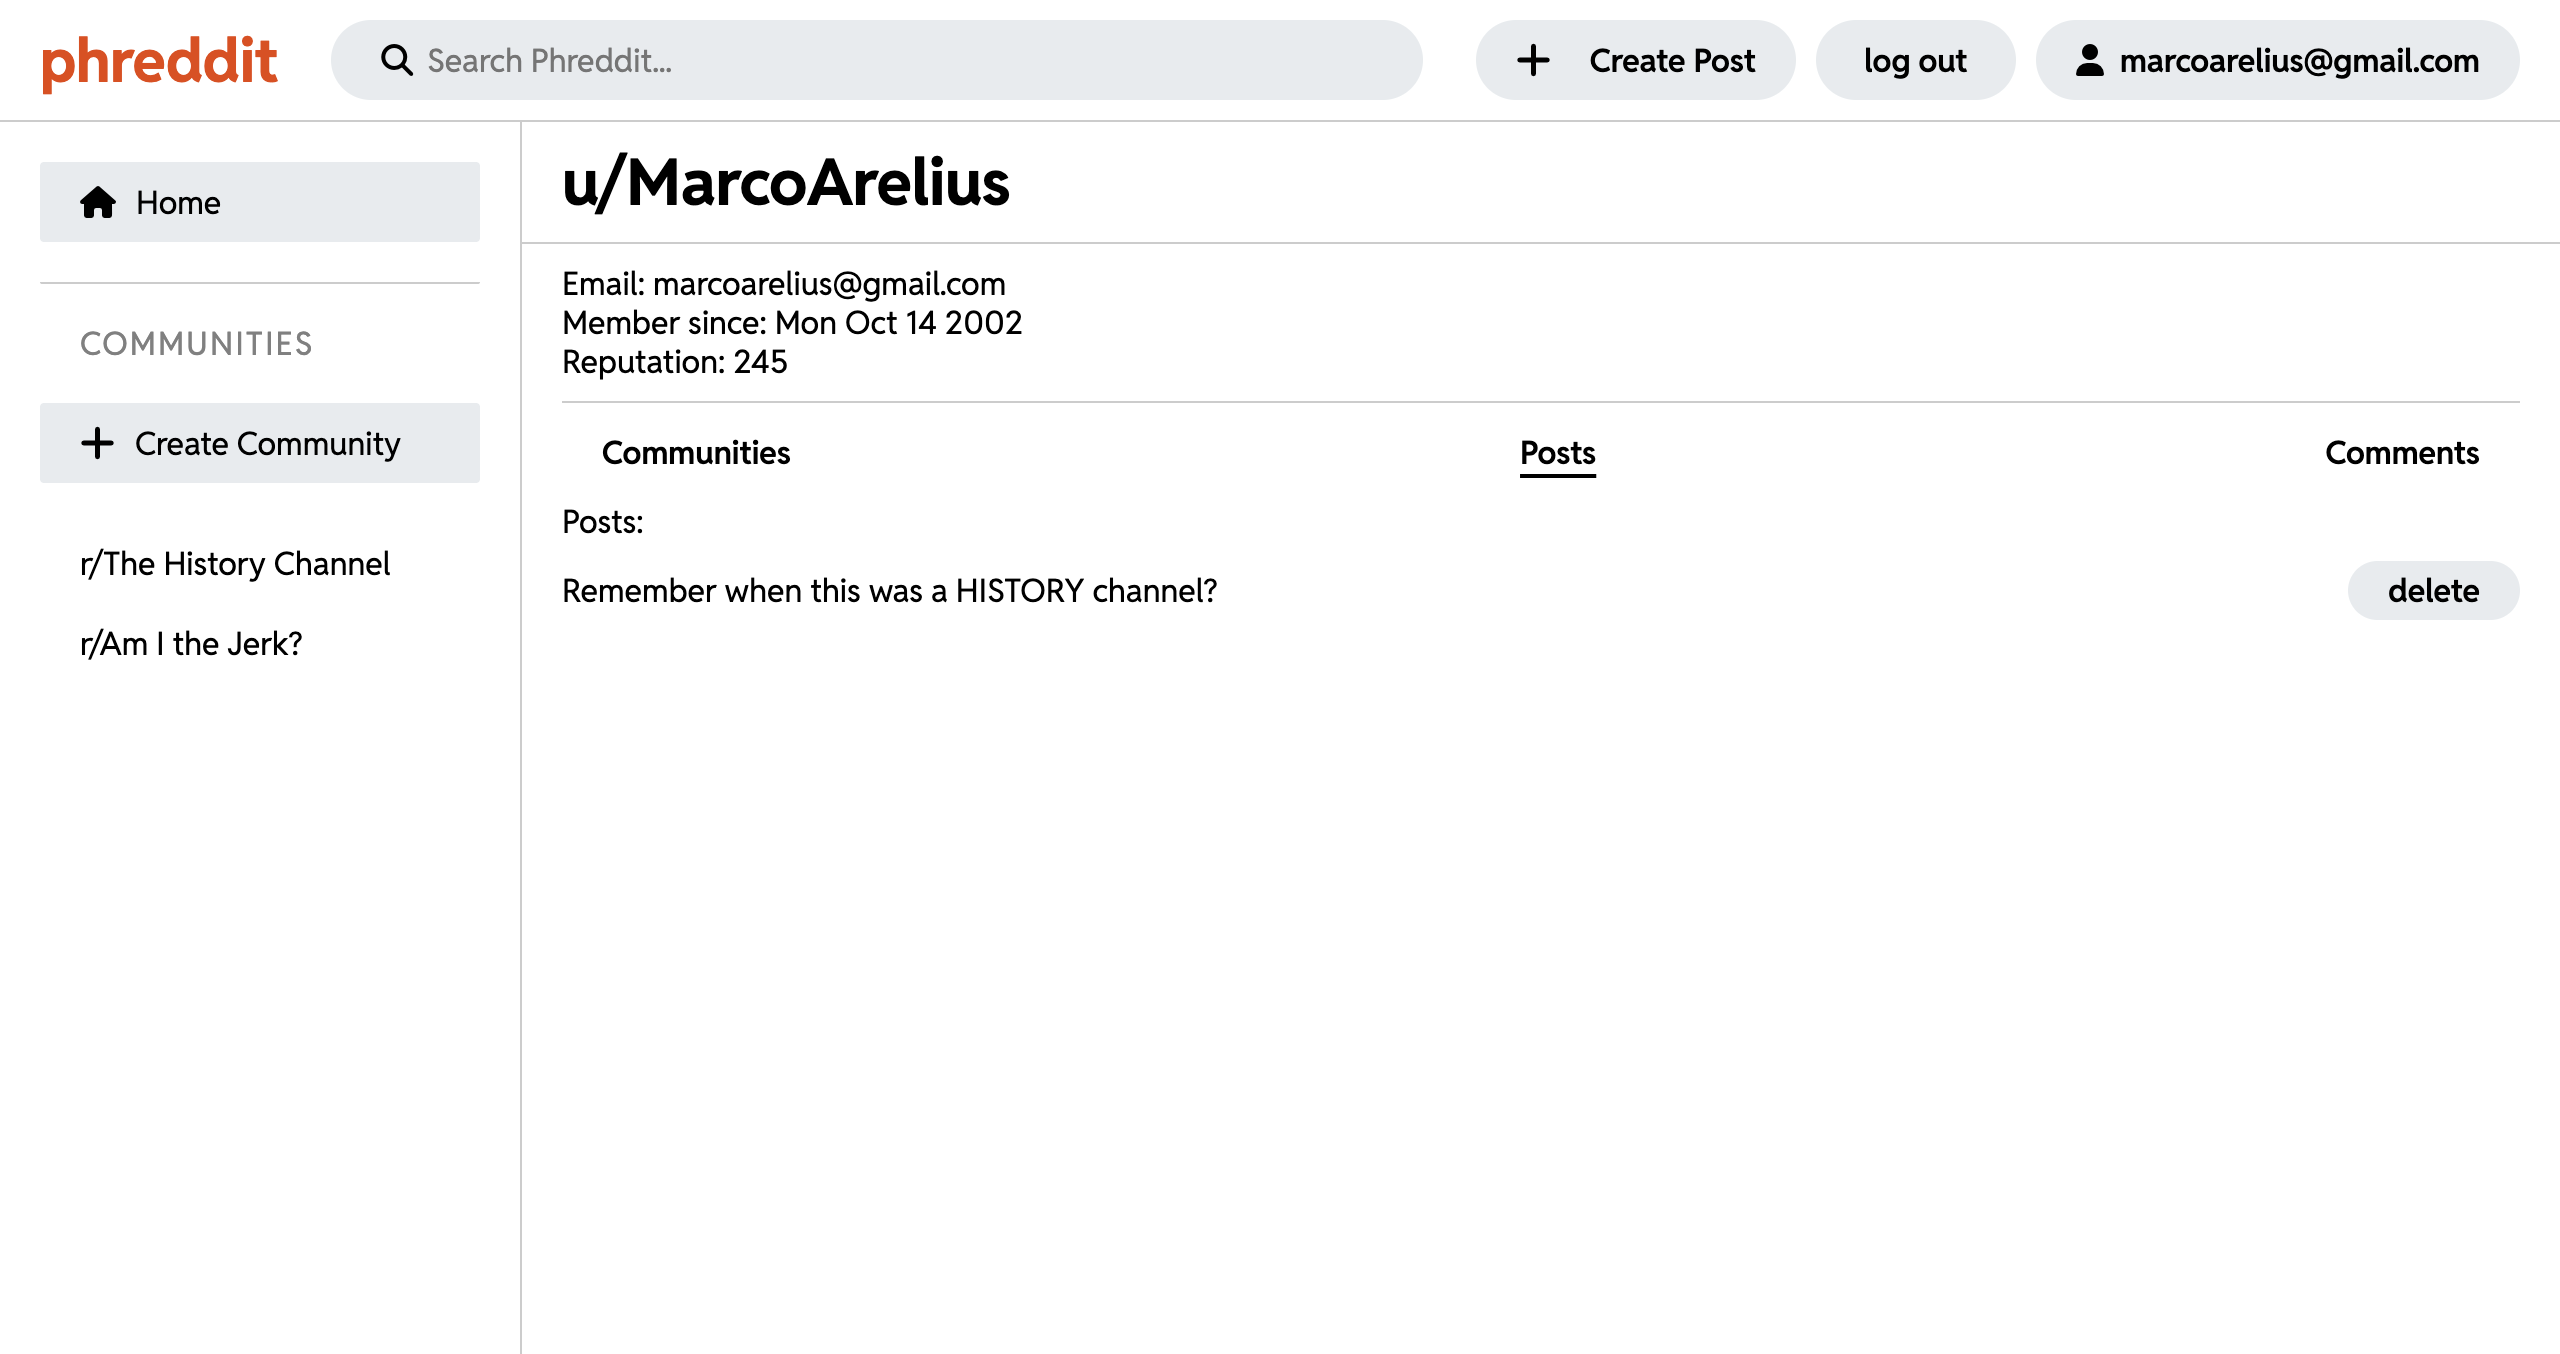 phreddit
Search Phreddit...
Create Post
log out
marcoarelius@gmail.com
Home
COMMUNITIES
Create Community
r/The History Channel
r/Am I the Jerk?
u/MarcoArelius
Email: marcoarelius@gmail.com
Member since: Mon Oct 14 2002
Reputation: 245
Communities
Posts
Comments
Posts:
Remember when this was a HISTORY channel?
delete